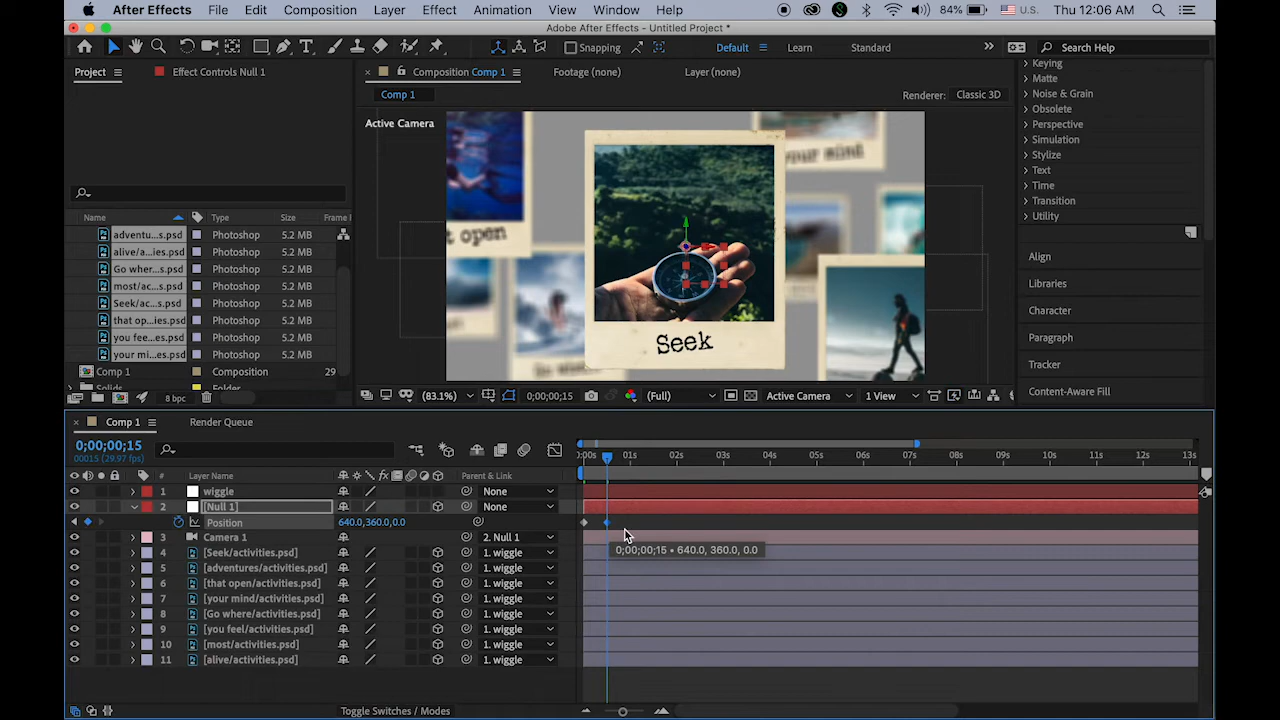 After Effects File Edit Composition Layer Effect Animation View Window Help 84% U.S. Thu 12:06 AM
Adobe After Effects - Untitled Project *
Snapping Default Learn Standard Search Help
Project Effect Controls Null 1
Composition Comp 1 Footage (none) Layer (none)
Comp 1 Renderer: Classic 3D
Active Camera
t open
your mind
Seek
Name Type Size Frame F
adventu...s.psd Photoshop 5.2 MB
alive/a...ies.psd Photoshop 5.2 MB
Go wher...s.psd Photoshop 5.2 MB
most/ac...s.psd Photoshop 5.2 MB
Seek/ac...s.psd Photoshop 5.2 MB
that op...ies.psd Photoshop 5.2 MB
you fee...es.psd Photoshop 5.2 MB
your mi...es.psd Photoshop 5.2 MB
Comp 1 Composition 29
Solids Folder
8 bpc
(83.1%) 0;00;00;15 (Full) Active Camera 1 View
Keying
Matte
Noise & Grain
Obsolete
Perspective
Simulation
Stylize
Text
Time
Transition
Utility
Align
Libraries
Character
Paragraph
Tracker
Content-Aware Fill
Comp 1 Render Queue
0;00;00;15
00015 (29.97 fps)
:00s 01s 02s 03s 04s 05s 06s 07s 08s 09s 10s 11s 12s 13s
# Layer Name fx Parent & Link
1 wiggle None
2 [Null 1] None
Position 640.0,360.0,0.0
3 Camera 1 2. Null 1
0;00;00;15 • 640.0, 360.0, 0.0
4 [Seek/activities.psd] 1. wiggle
5 [adventures/activities.psd] 1. wiggle
6 [that open/activities.psd] 1. wiggle
7 [your mind/activities.psd] 1. wiggle
8 [Go where/activities.psd] 1. wiggle
9 [you feel/activities.psd] 1. wiggle
10 [most/activities.psd] 1. wiggle
11 [alive/activities.psd] 1. wiggle
Toggle Switches / Modes